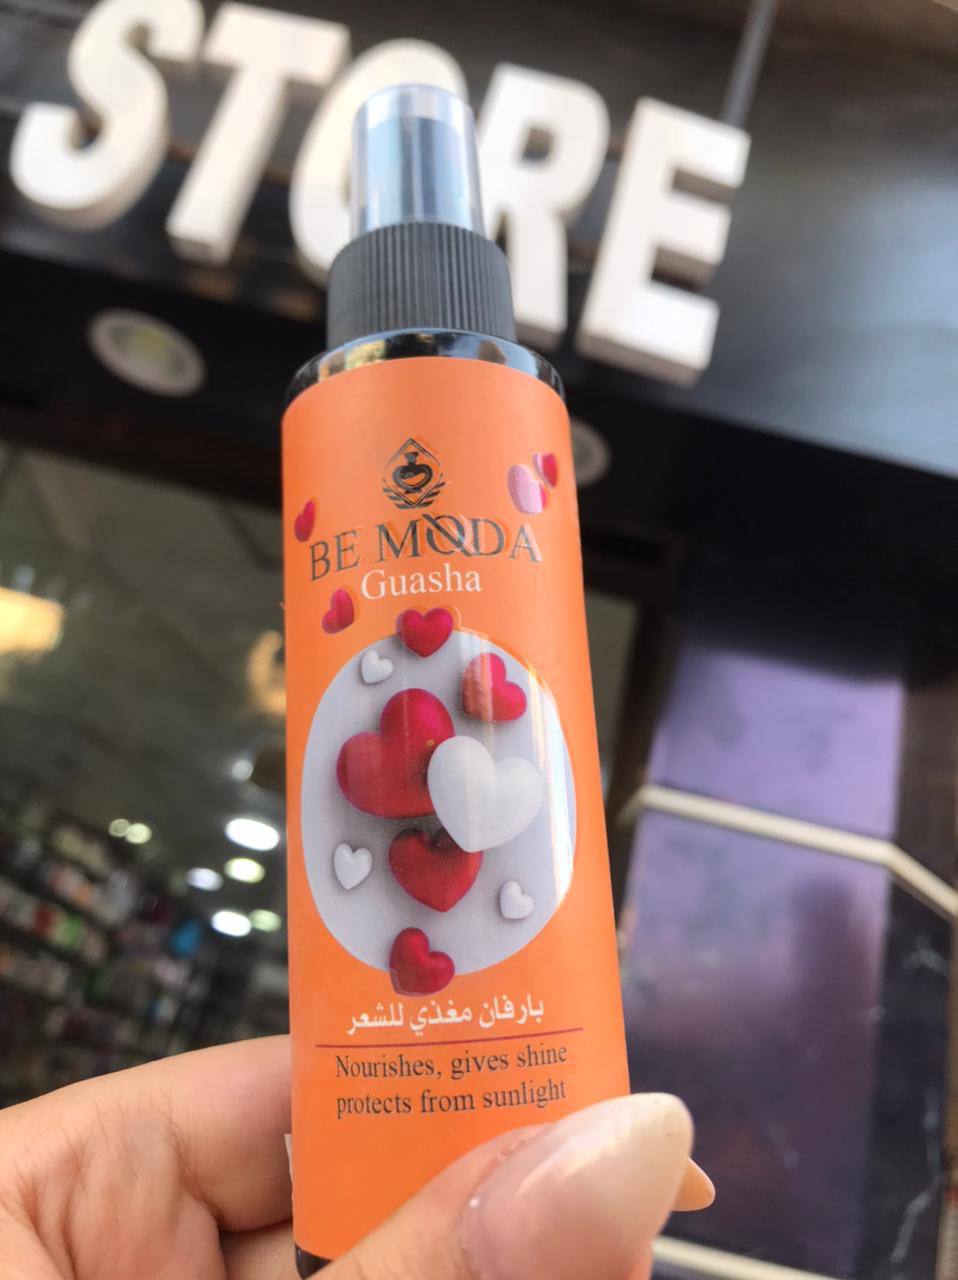 STORE
BE MODA
Guasha
بارفان مغذي للشعر
Nourishes, gives shine
protects from sunlight